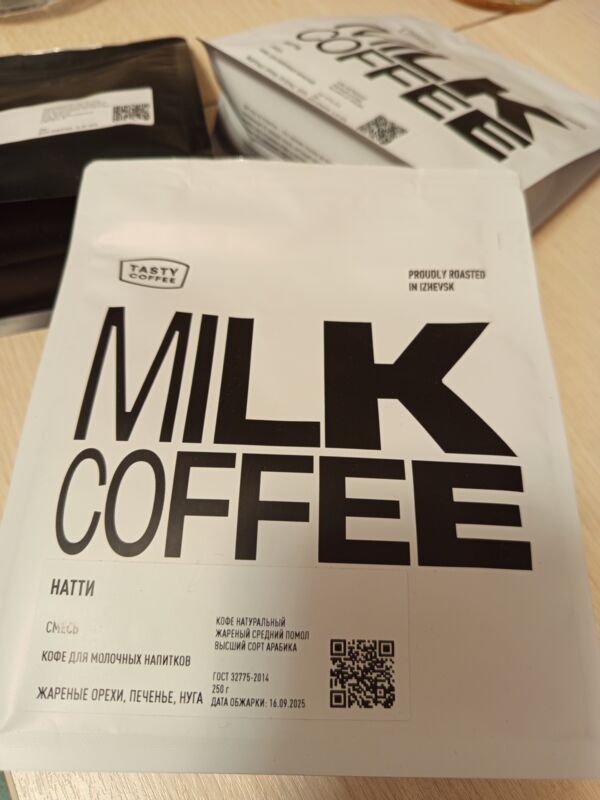 MILK
COFFEE
TASTY
COFFEE
PROUDLY ROASTED
IN IZHEVSK
MILK
COFFEE
НАТТИ
СМЕСЬ
КОФЕ ДЛЯ МОЛОЧНЫХ НАПИТКОВ
ЖАРЕНЫЕ ОРЕХИ, ПЕЧЕНЬЕ, НУГА
КОФЕ НАТУРАЛЬНЫЙ
ЖАРЕНЫЙ СРЕДНИЙ ПОМОЛ
ВЫСШИЙ СОРТ АРАБИКА
ГОСТ 32775-2014
250 г
ДАТА ОБЖАРКИ: 16.09.2025